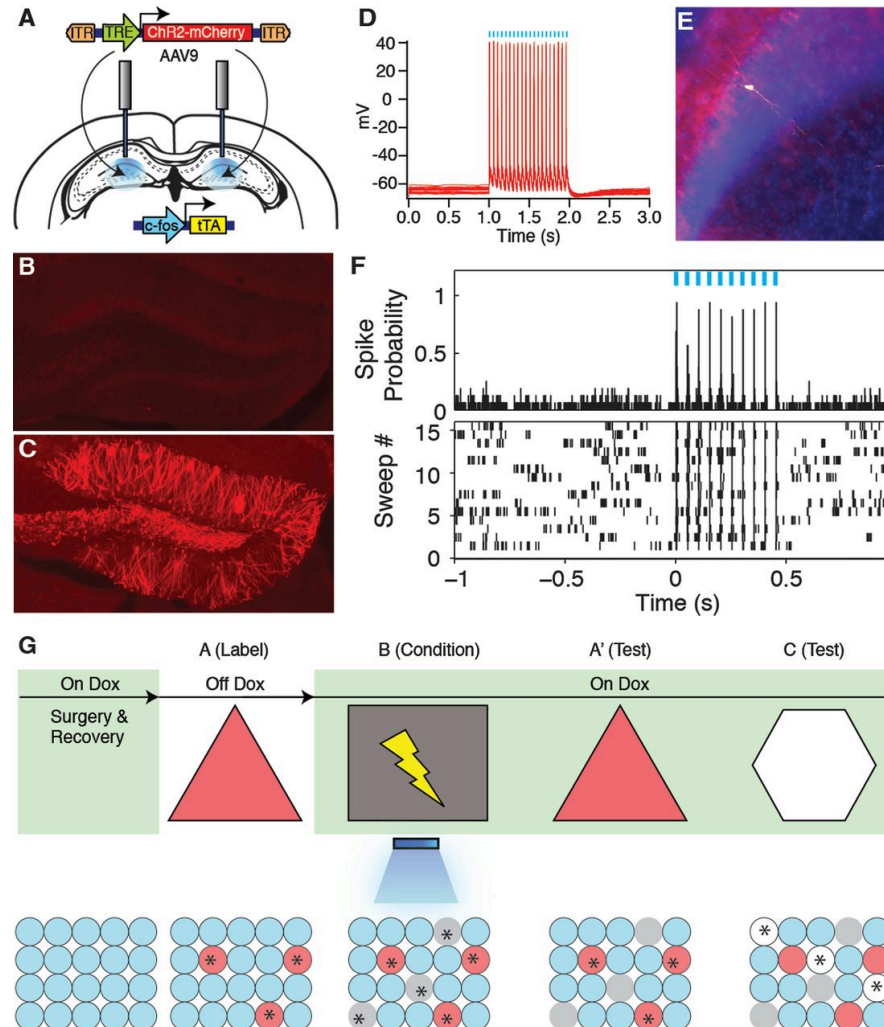 A
ITR TRE ChR2-mCherry ITR
AAV9
c-fos tTA
B
C
D
40
0
-20
-60
mV
0.0 0.5 1.0 1.5 2.0 2.5 3.0
Time (s)
E
F
Spike
Probability
1
0.5
0
Sweep #
15
10
5
0
−1 −0.5 0 0.5
Time (s)
G
A (Label) B (Condition) A' (Test) C (Test)
On Dox Off Dox On Dox
Surgery &
Recovery
* * *
* * * * * *
* * *
* * *